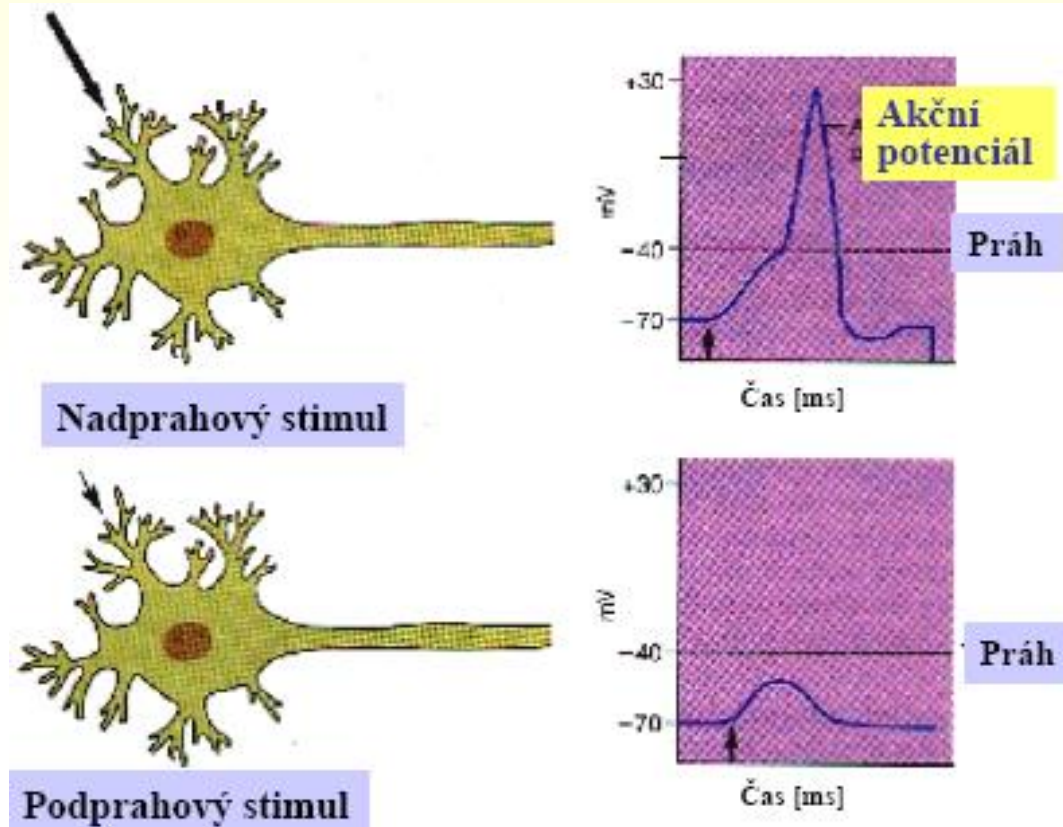 +30
Akční
potenciál
mV
-40
Práh
-70
Čas [ms]
Nadprahový stimul
+30
mV
-40
Práh
-70
Čas [ms]
Podprahový stimul